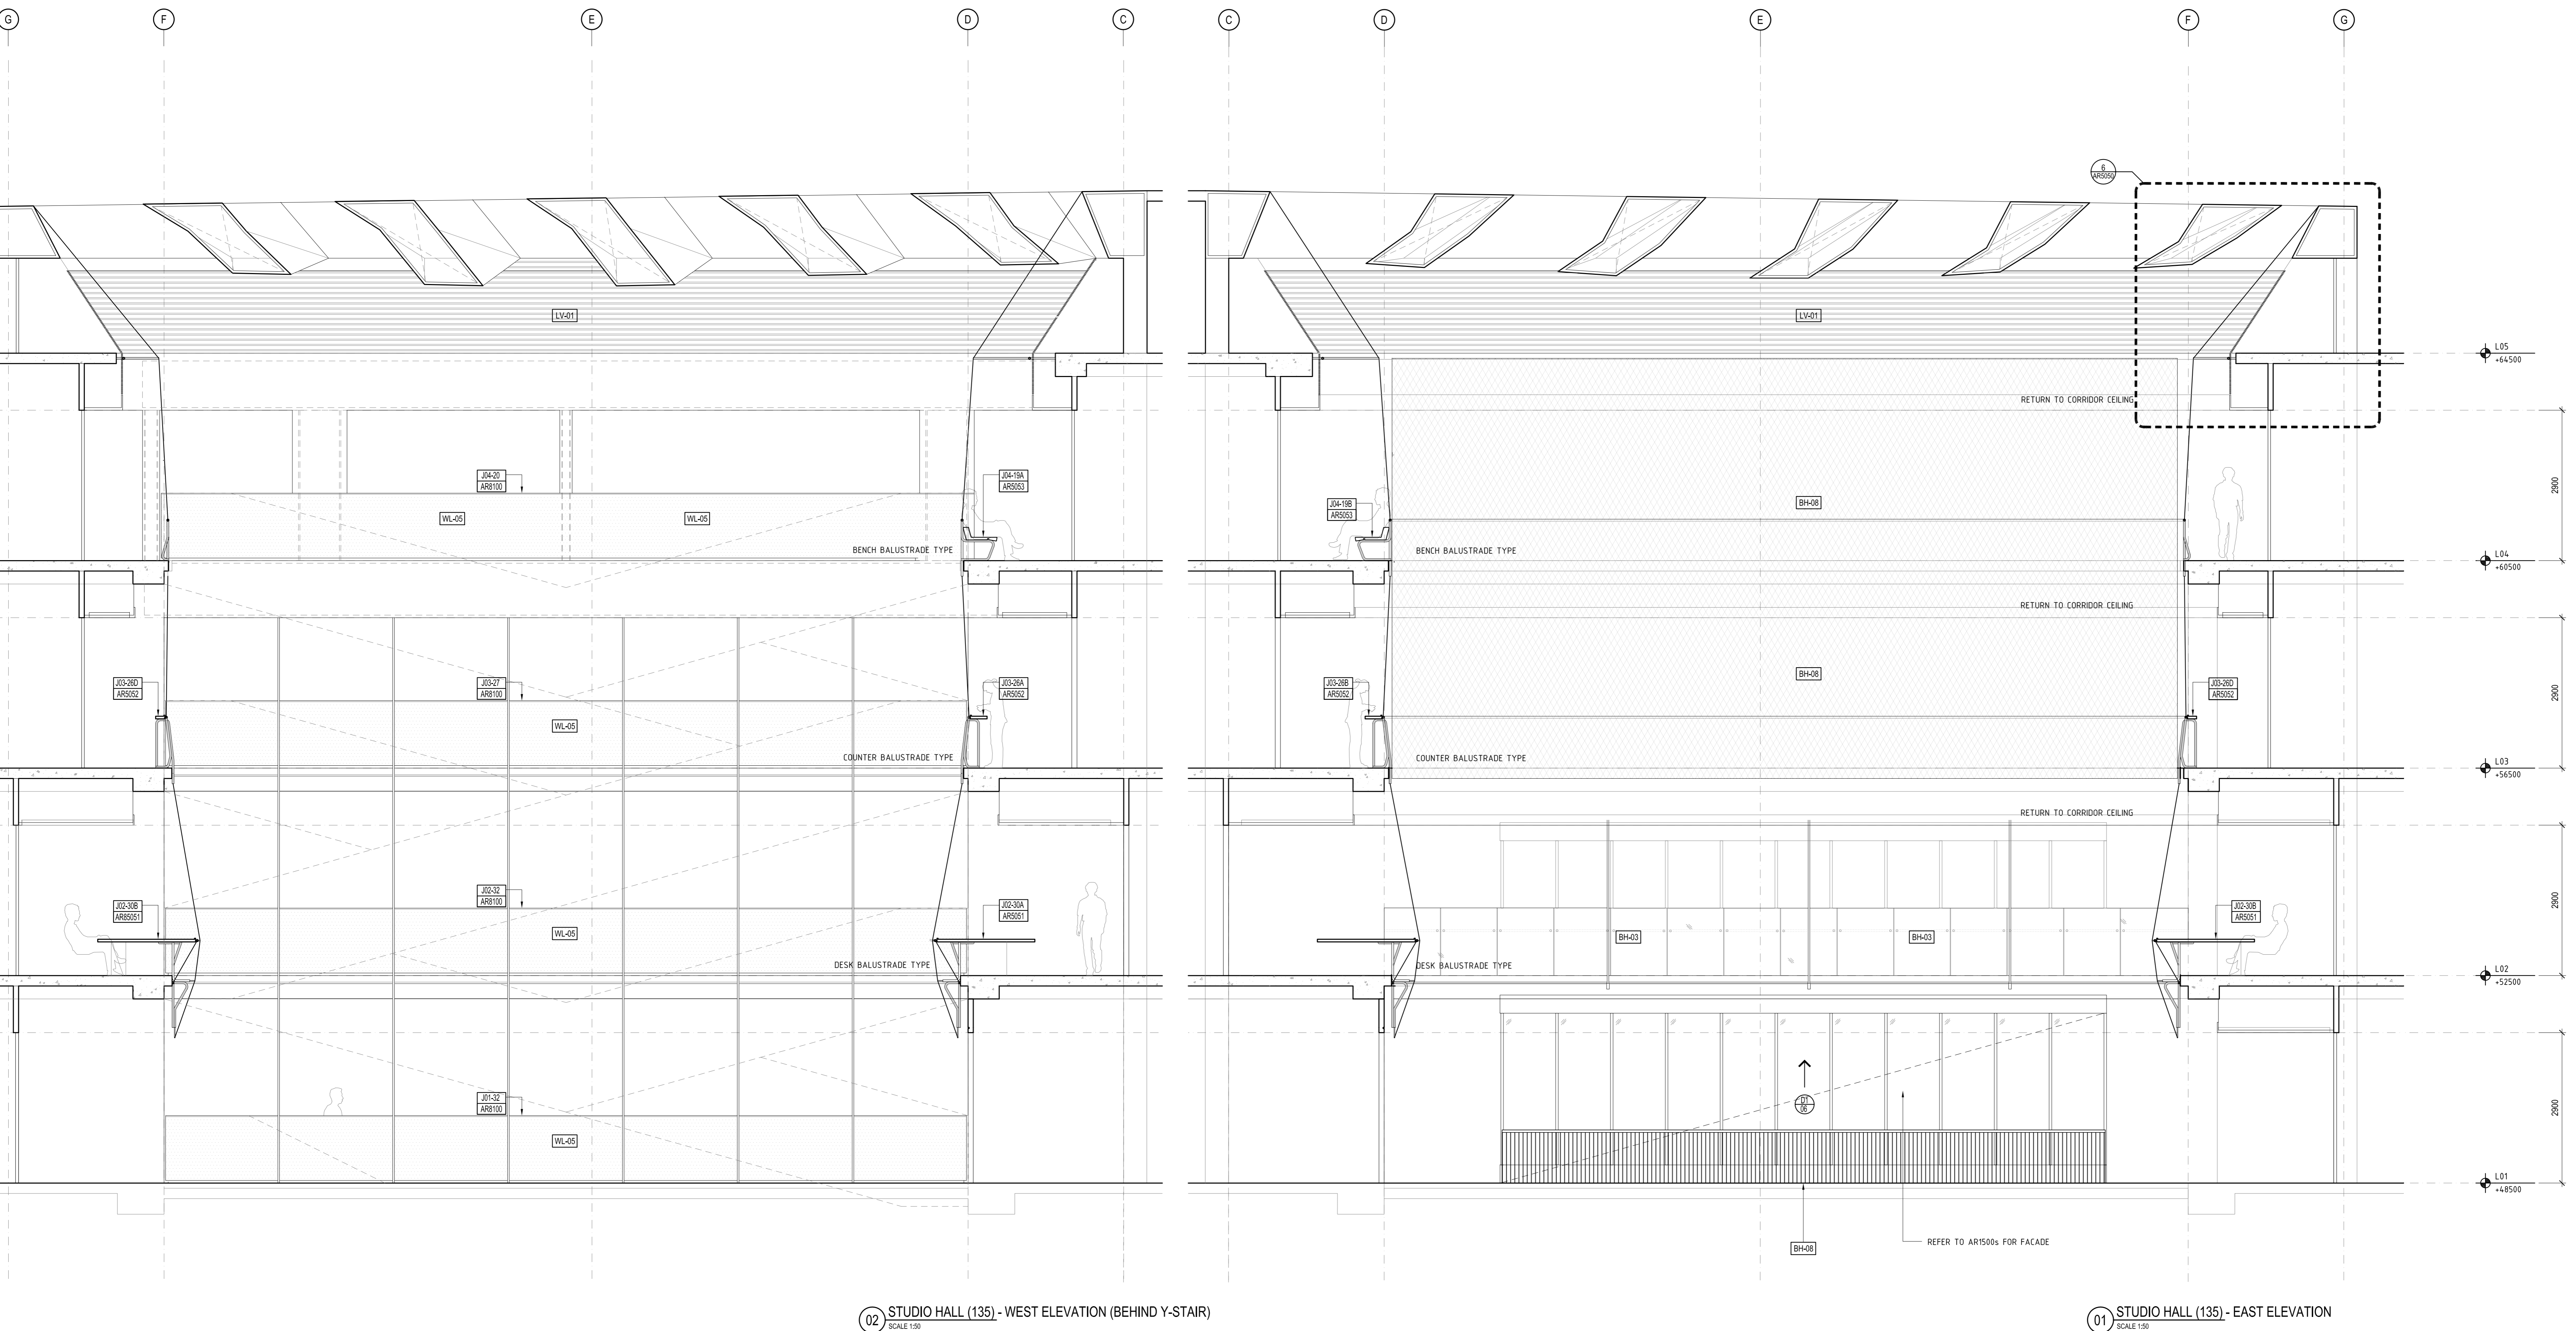 G
F
E
D
C
C
D
E
F
G
6
AR5050
LV-01
LV-01
L05
+64500
RETURN TO CORRIDOR CEILING
J04-20
AR8100
J04-19A
AR5053
J04-19B
AR5053
BH-08
2900
WL-05
WL-05
BENCH BALUSTRADE TYPE
BENCH BALUSTRADE TYPE
L04
+60500
RETURN TO CORRIDOR CEILING
J03-26D
AR5052
J03-27
AR8100
J03-26A
AR5052
J03-26B
AR5052
BH-08
J03-26D
AR5052
2900
WL-05
COUNTER BALUSTRADE TYPE
COUNTER BALUSTRADE TYPE
L03
+56500
RETURN TO CORRIDOR CEILING
J02-30B
AR85051
J02-32
AR8100
J02-30A
AR5051
J02-30B
AR5051
2900
WL-05
BH-03
BH-03
DESK BALUSTRADE TYPE
DESK BALUSTRADE TYPE
L02
+52500
J01-32
AR8100
D1
06
2900
WL-05
L01
+48500
BH-08
REFER TO AR1500s FOR FACADE
02 STUDIO HALL (135) - WEST ELEVATION (BEHIND Y-STAIR)
SCALE 1:50
01 STUDIO HALL (135) - EAST ELEVATION
SCALE 1:50